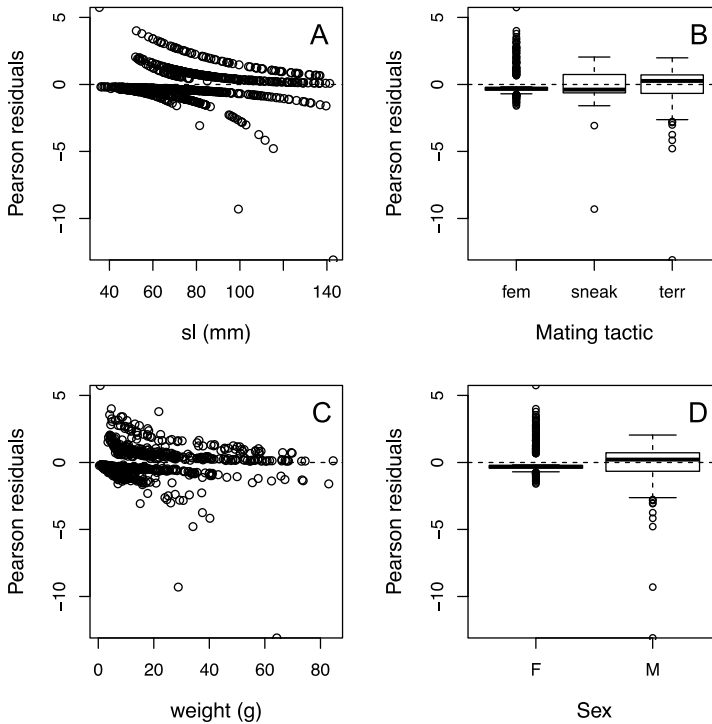 A
Pearson residuals
5
0
−5
−10
40 60 80 100 140
sl (mm)
B
Pearson residuals
5
0
−5
−10
fem sneak terr
Mating tactic
C
Pearson residuals
5
0
−5
−10
0 20 40 60 80
weight (g)
D
Pearson residuals
5
0
−5
−10
F M
Sex